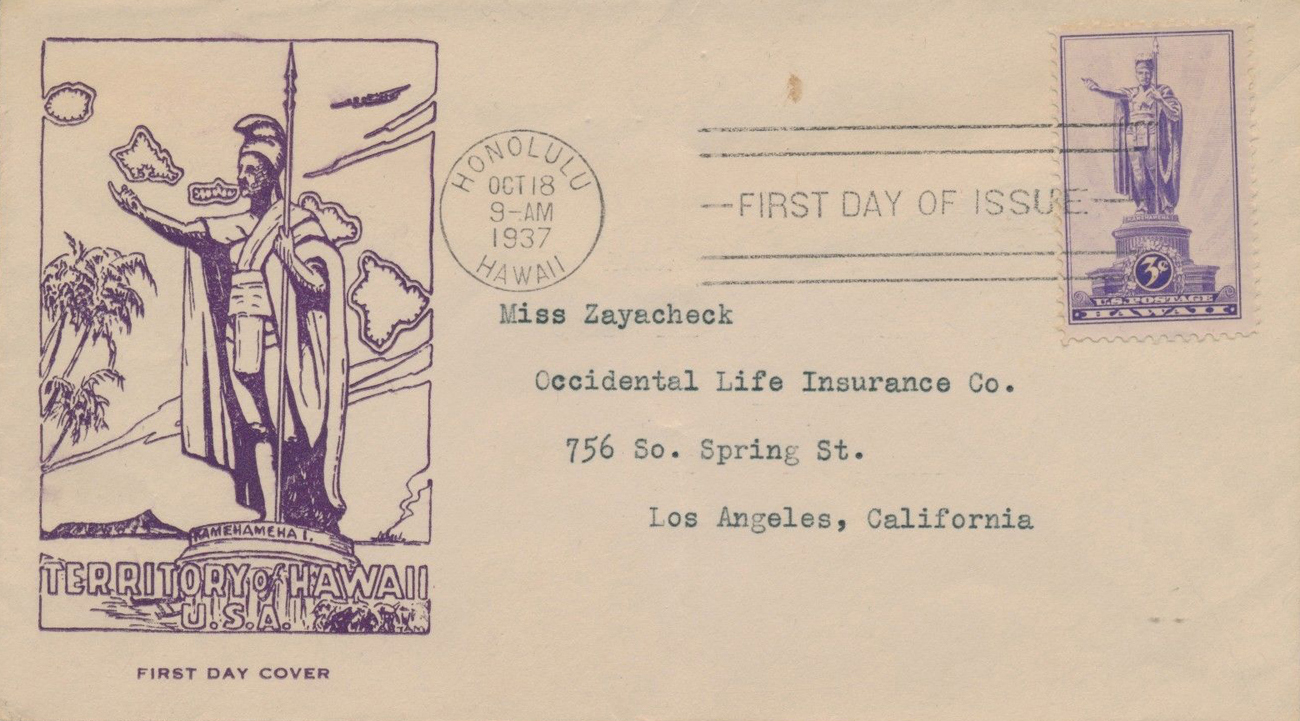 KAMEHAMEHA I.
TERRITORY of HAWAII
U.S.A.
FIRST DAY COVER
HONOLULU
OCT 18
9-AM
1937
HAWAII
FIRST DAY OF ISSUE
KAMEHAMEHA I
3¢
U.S. POSTAGE
HAWAII
Miss Zayacheck
Occidental Life Insurance Co.
756 So. Spring St.
Los Angeles, California